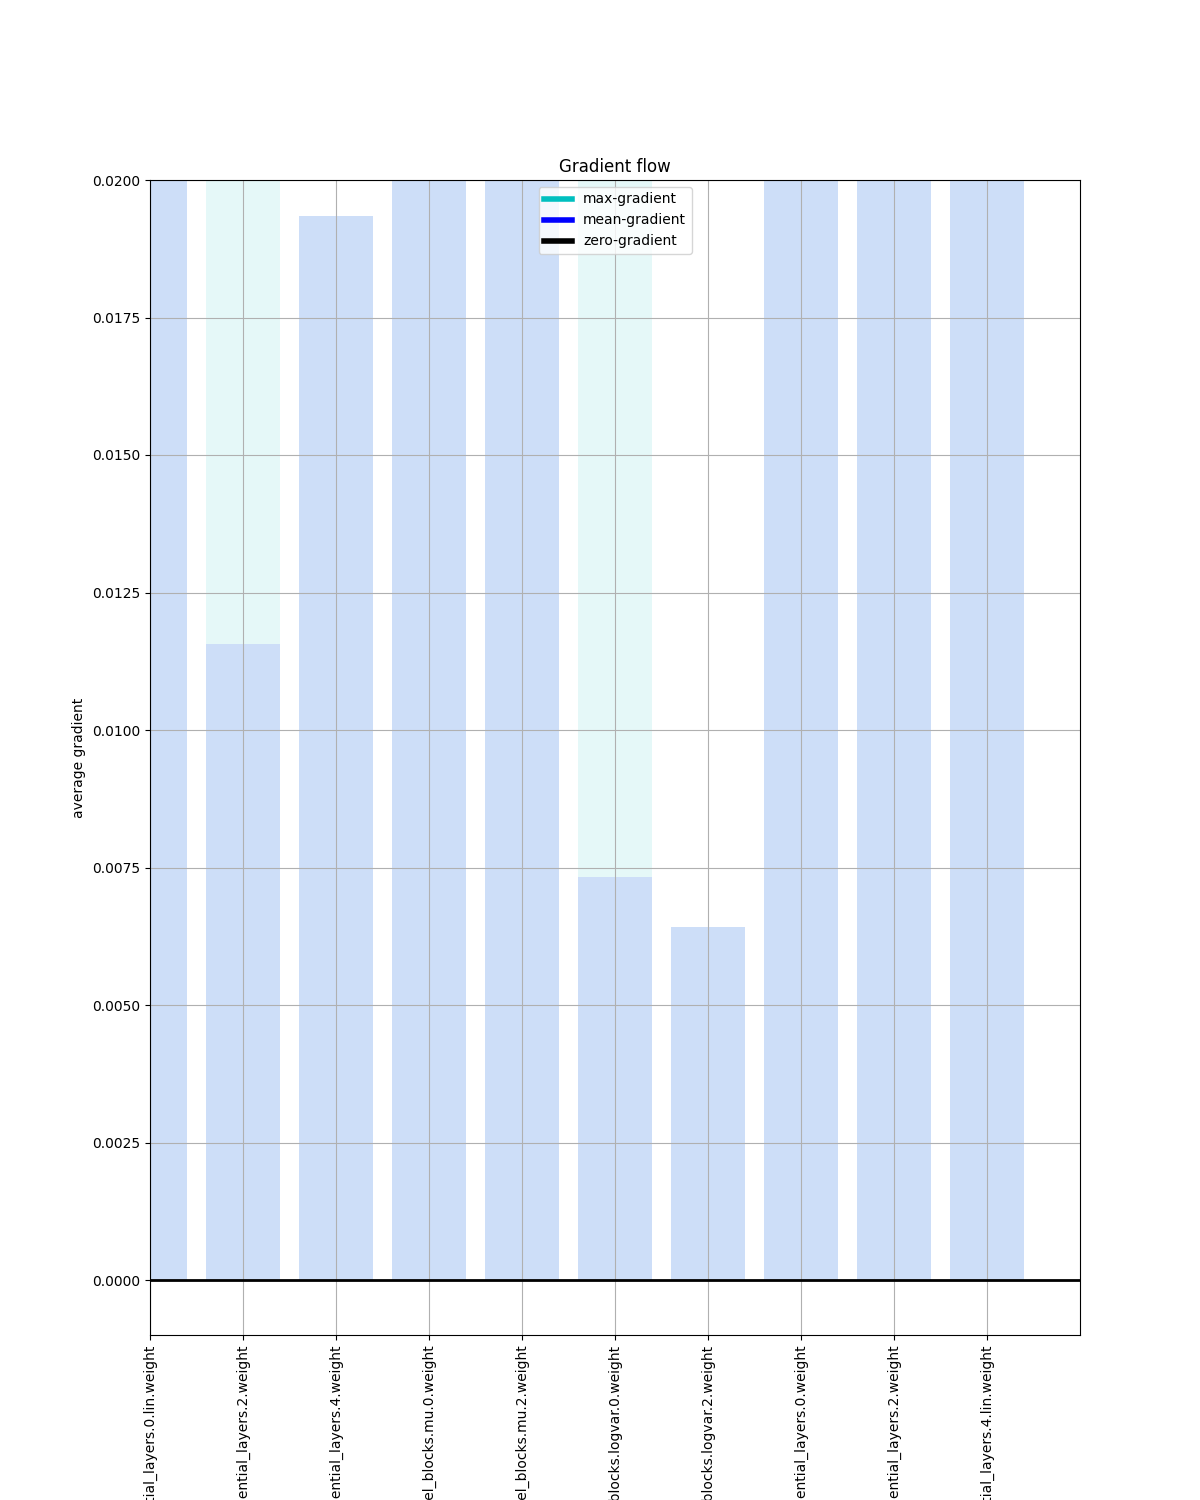 Gradient flow
max-gradient
mean-gradient
zero-gradient
0.0200
0.0175
0.0150
0.0125
0.0100
0.0075
0.0050
0.0025
0.0000
average gradient
tial_layers.0.lin.weight
ential_layers.2.weight
ential_layers.4.weight
el_blocks.mu.0.weight
el_blocks.mu.2.weight
blocks.logvar.0.weight
blocks.logvar.2.weight
ential_layers.0.weight
ential_layers.2.weight
tial_layers.4.lin.weight